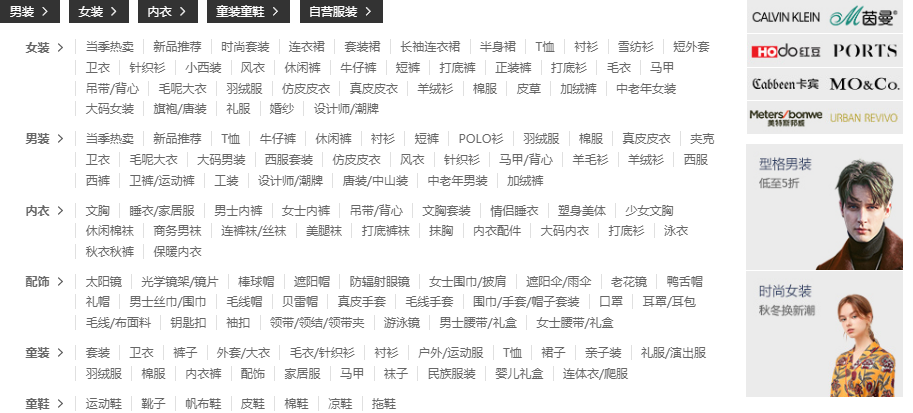 男装 > 女装 > 内衣 > 童装童鞋 > 自营服装 >
女装 > 当季热卖 新品推荐 时尚套装 连衣裙 套装裙 长袖连衣裙 半身裙 T恤 衬衫 雪纺衫 短外套
卫衣 针织衫 小西装 风衣 休闲裤 牛仔裤 短裤 打底裤 正装裤 打底衫 毛衣 马甲
吊带/背心 毛呢大衣 羽绒服 仿皮皮衣 真皮皮衣 羊绒衫 棉服 皮草 加绒裤 中老年女装
大码女装 旗袍/唐装 礼服 婚纱 设计师/潮牌
男装 > 当季热卖 新品推荐 T恤 牛仔裤 休闲裤 衬衫 短裤 POLO衫 羽绒服 棉服 真皮皮衣 夹克
卫衣 毛呢大衣 大码男装 西服套装 仿皮皮衣 风衣 针织衫 马甲/背心 羊毛衫 羊绒衫 西服
西裤 卫裤/运动裤 工装 设计师/潮牌 唐装/中山装 中老年男装 加绒裤
内衣 > 文胸 睡衣/家居服 男士内裤 女士内裤 吊带/背心 文胸套装 情侣睡衣 塑身美体 少女文胸
休闲棉袜 商务男袜 连裤袜/丝袜 美腿袜 打底裤袜 抹胸 内衣配件 大码内衣 打底衫 泳衣
秋衣秋裤 保暖内衣
配饰 > 太阳镜 光学镜架/镜片 棒球帽 遮阳帽 防辐射眼镜 女士围巾/披肩 遮阳伞/雨伞 老花镜 鸭舌帽
礼帽 男士丝巾/围巾 毛线帽 贝雷帽 真皮手套 毛线手套 围巾/手套/帽子套装 口罩 耳罩/耳包
毛线/布面料 钥匙扣 袖扣 领带/领结/领带夹 游泳镜 男士腰带/礼盒 女士腰带/礼盒
童装 > 套装 卫衣 裤子 外套/大衣 毛衣/针织衫 衬衫 户外/运动服 T恤 裙子 亲子装 礼服/演出服
羽绒服 棉服 内衣裤 配饰 家居服 马甲 袜子 民族服装 婴儿礼盒 连体衣/爬服
童鞋 > 运动鞋 靴子 帆布鞋 皮鞋 棉鞋 凉鞋 拖鞋
CALVIN KLEIN 茵曼
HOdo 红豆 PORTS
Cabbeen卡宾 MO&Co.
Meters/bonwe 美特斯邦威 URBAN REVIVO
型格男装
低至5折
时尚女装
秋冬换新潮